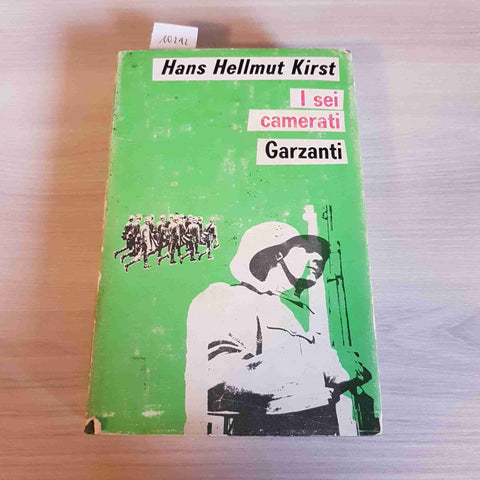 10292
Hans Hellmut Kirst
I sei
camerati
Garzanti